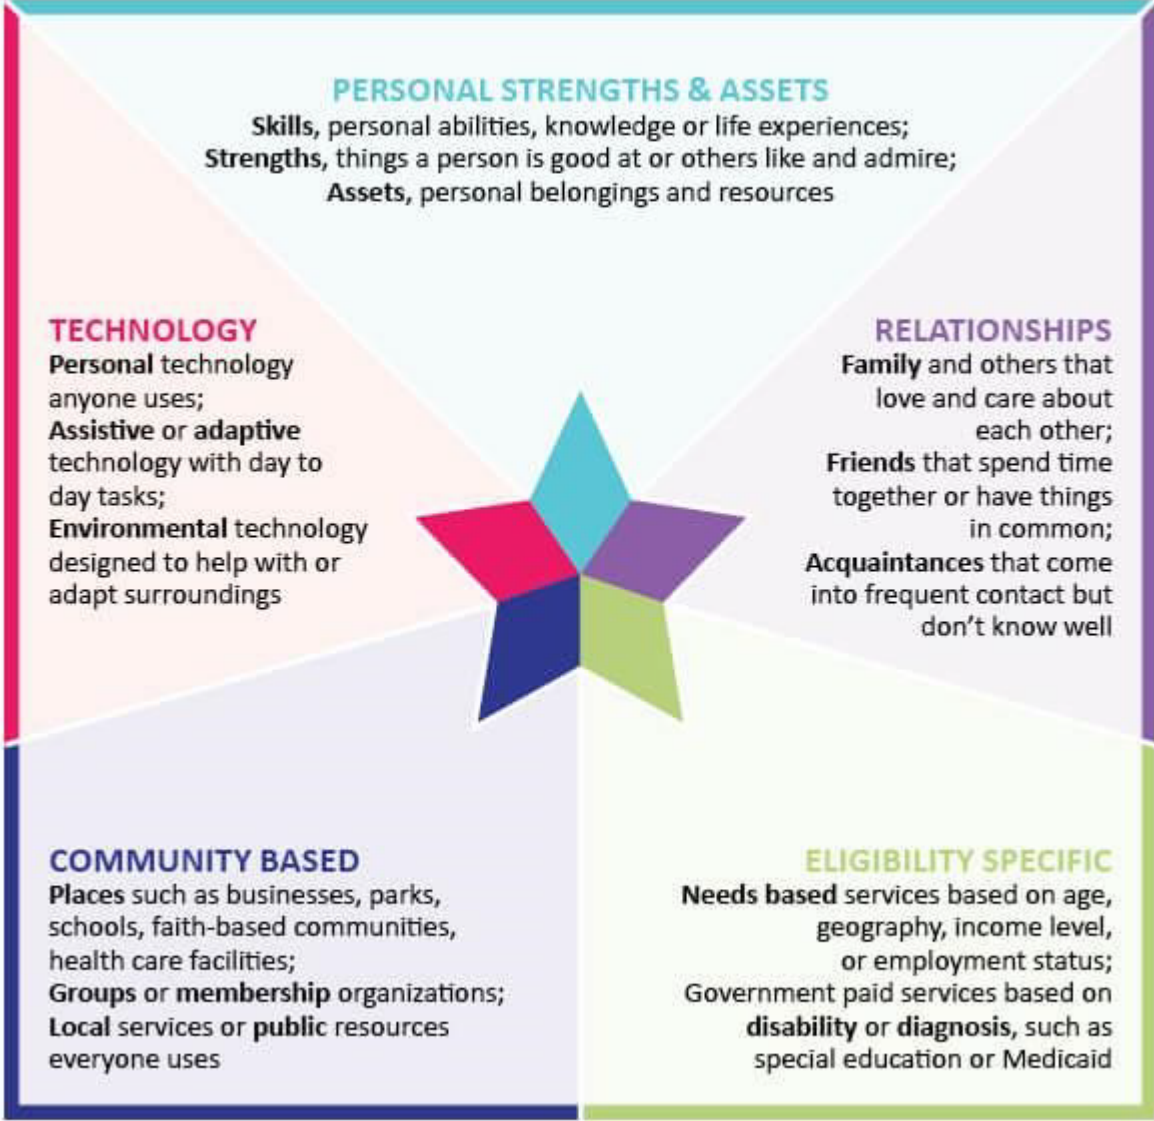 PERSONAL STRENGTHS & ASSETS
Skills, personal abilities, knowledge or life experiences;
Strengths, things a person is good at or others like and admire;
Assets, personal belongings and resources
TECHNOLOGY
Personal technology
anyone uses;
Assistive or adaptive
technology with day to
day tasks;
Environmental technology
designed to help with or
adapt surroundings
RELATIONSHIPS
Family and others that
love and care about
each other;
Friends that spend time
together or have things
in common;
Acquaintances that come
into frequent contact but
don't know well
COMMUNITY BASED
Places such as businesses, parks,
schools, faith-based communities,
health care facilities;
Groups or membership organizations;
Local services or public resources
everyone uses
ELIGIBILITY SPECIFIC
Needs based services based on age,
geography, income level,
or employment status;
Government paid services based on
disability or diagnosis, such as
special education or Medicaid